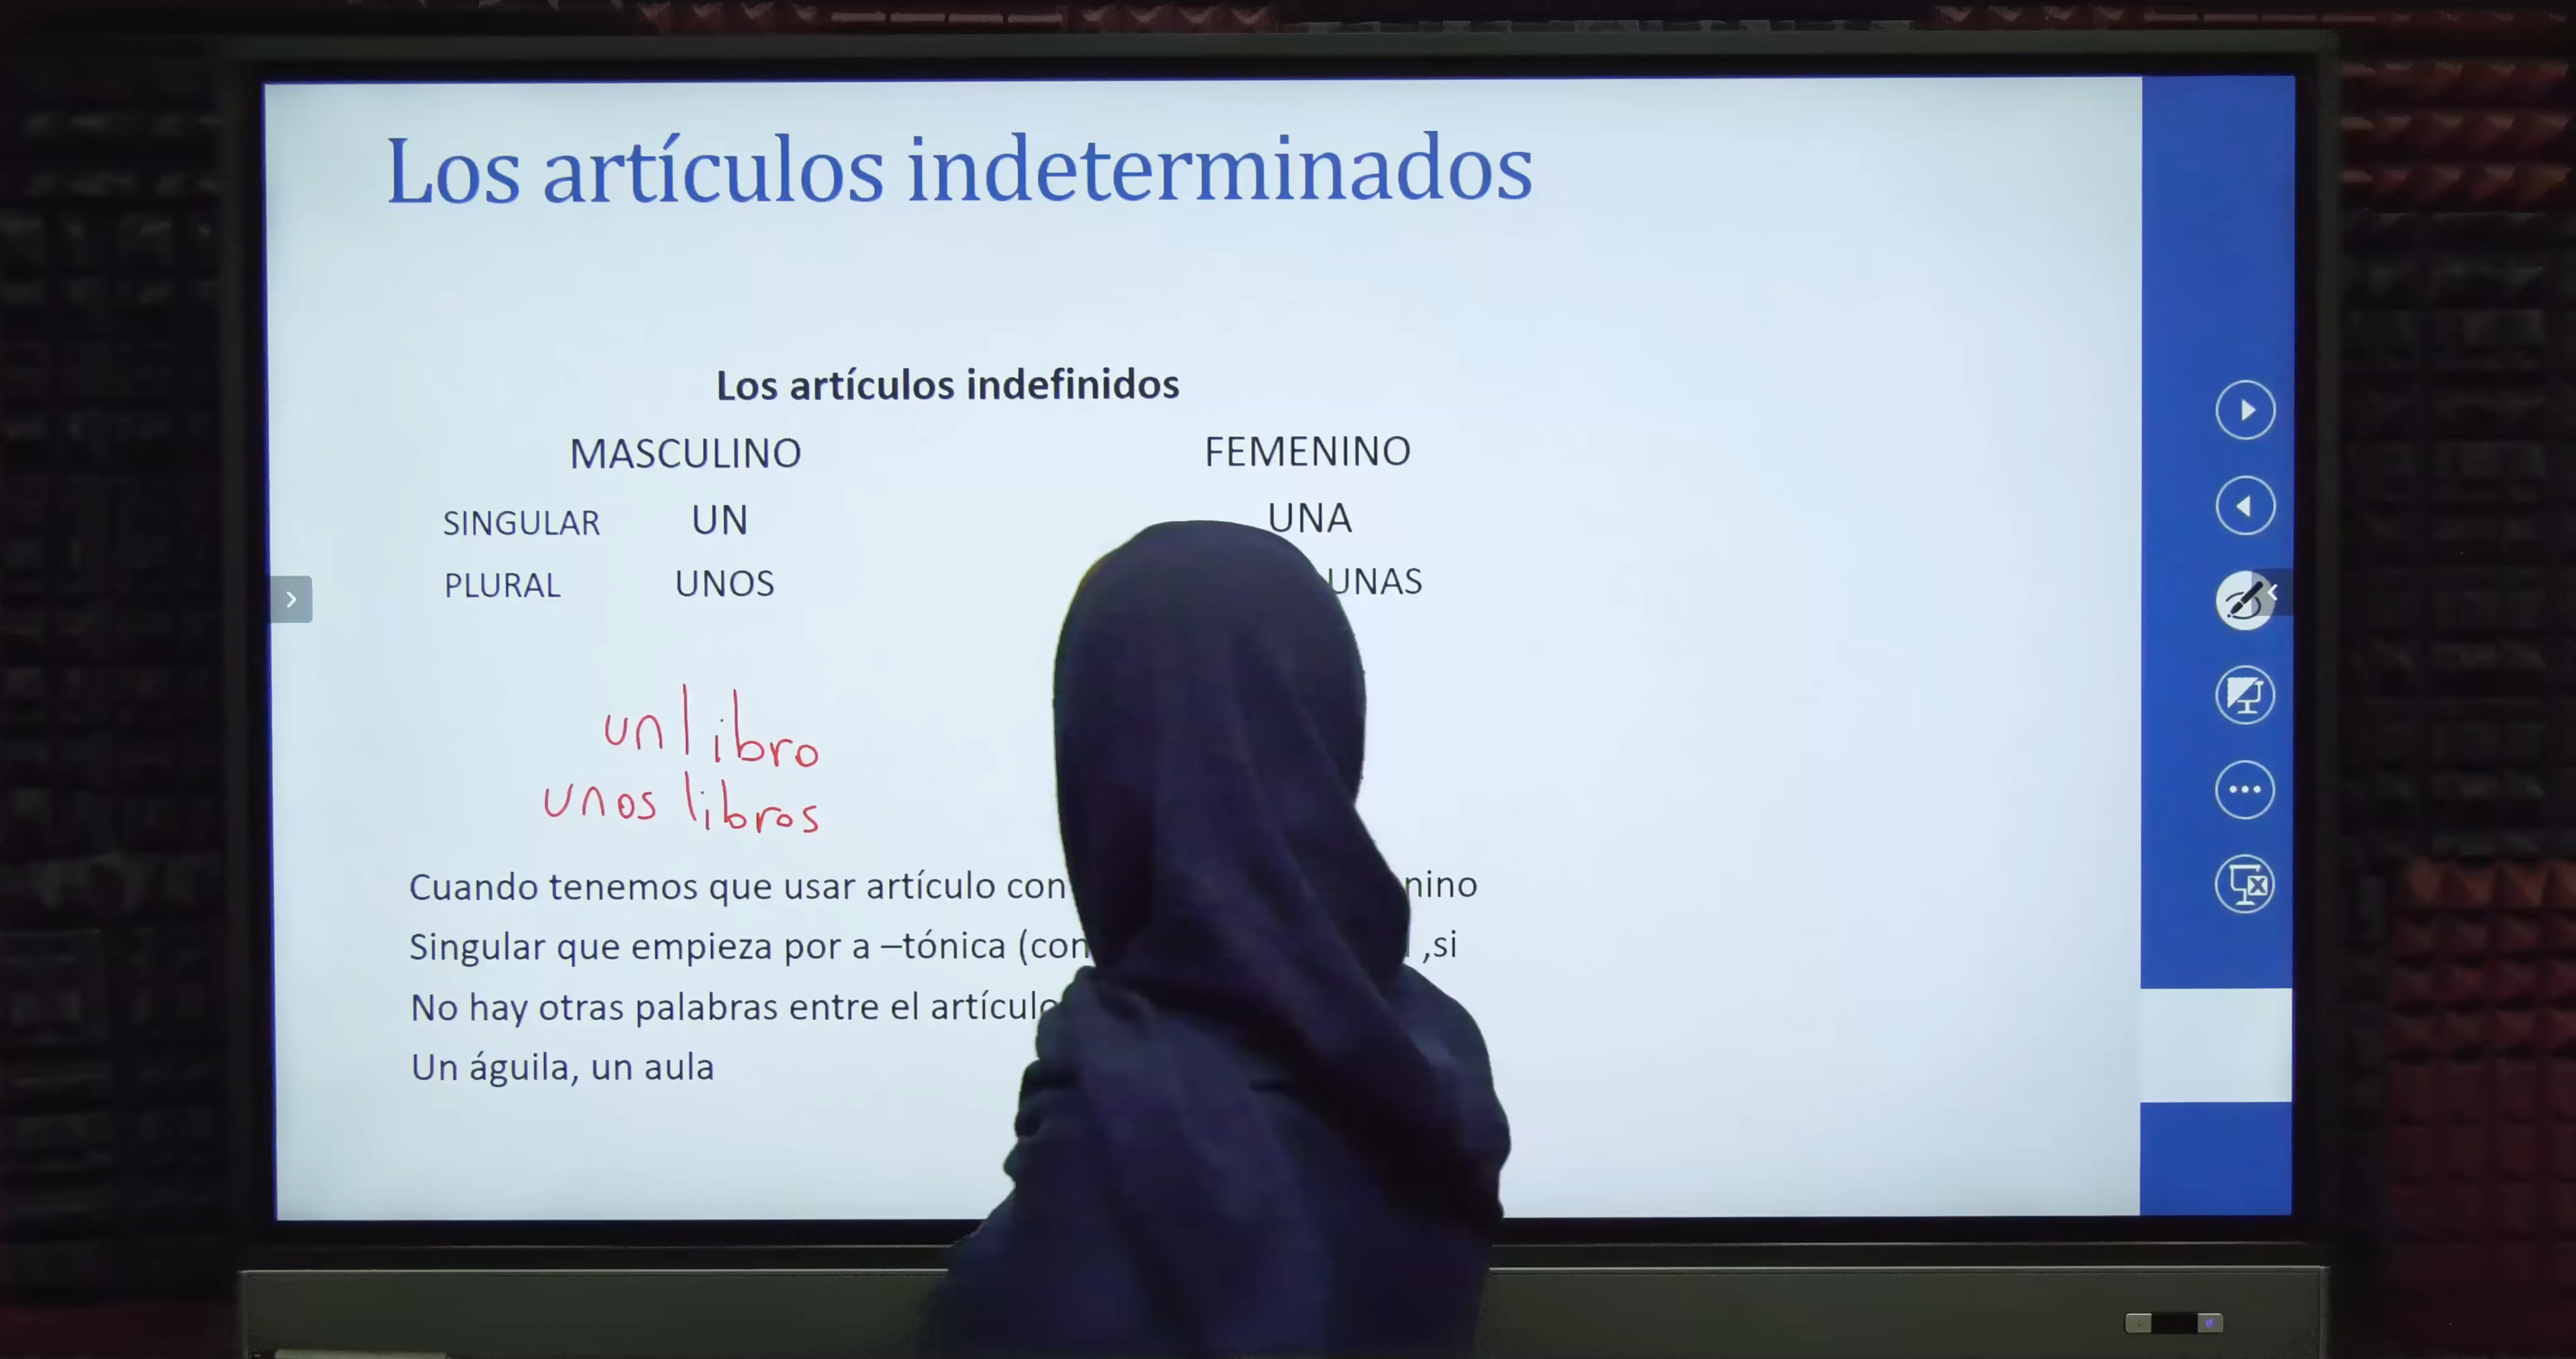 Los artículos indeterminados
Los artículos indefinidos
MASCULINO FEMENINO
SINGULAR UN UNA
PLURAL UNOS UNAS
un libro
unos libros
Cuando tenemos que usar artículo con
Singular que empieza por a –tónica (con ,si
No hay otras palabras entre el artículo
Un águila, un aula